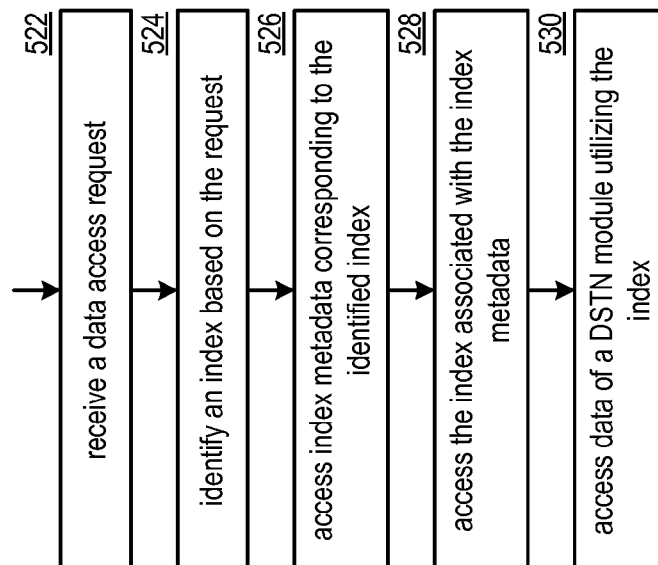 522
receive a data access request
524
identify an index based on the request
526
access index metadata corresponding to the
identified index
528
access the index associated with the index
metadata
530
access data of a DSTN module utilizing the
index